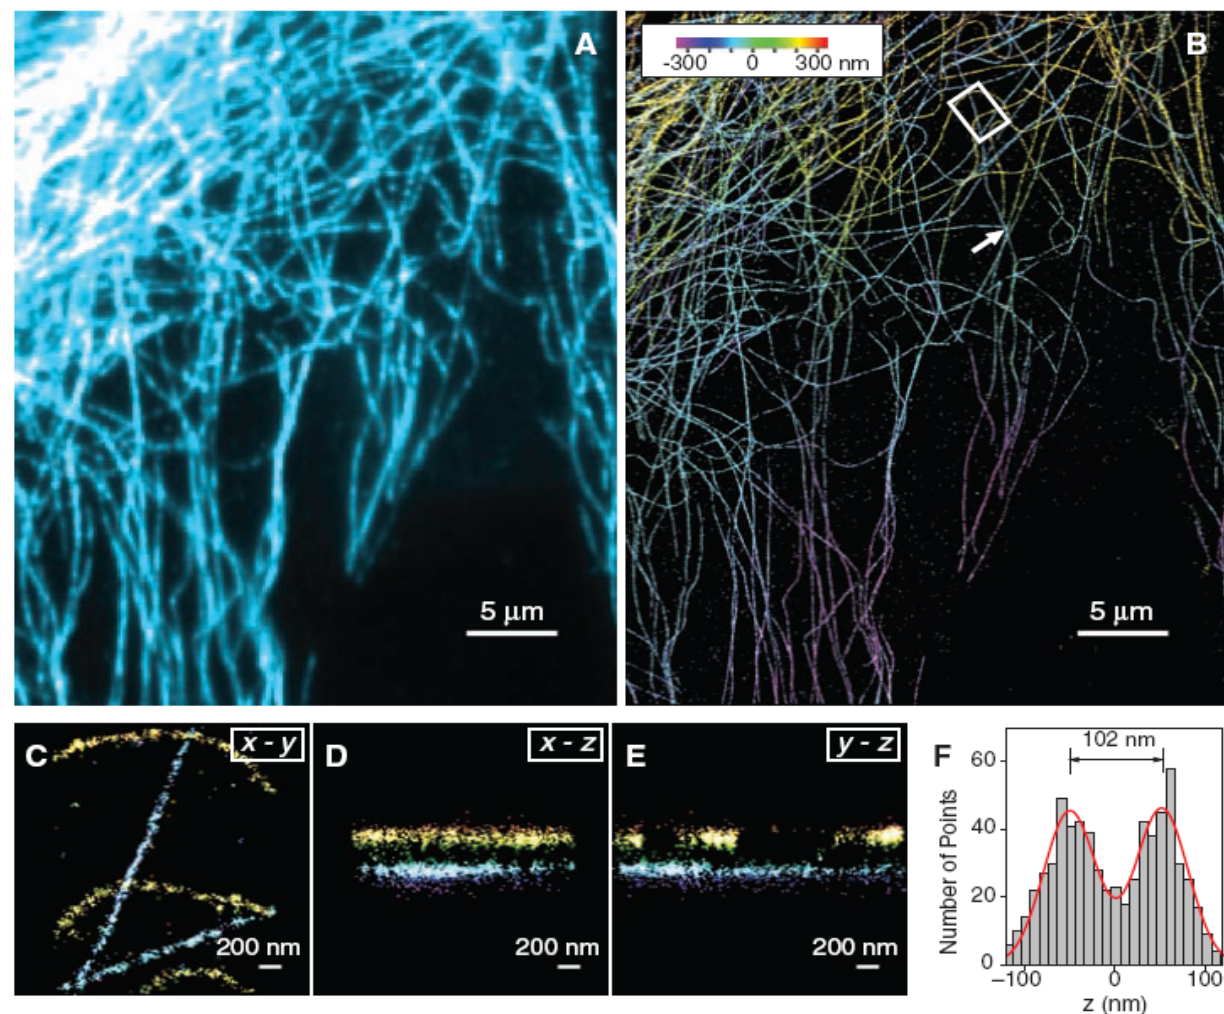 A
B
-300 0 300 nm
5 μm
5 μm
C
x - y
200 nm
D
x - z
200 nm
E
y - z
200 nm
F
102 nm
Number of Points
60
40
20
0
–100 0 100
z (nm)